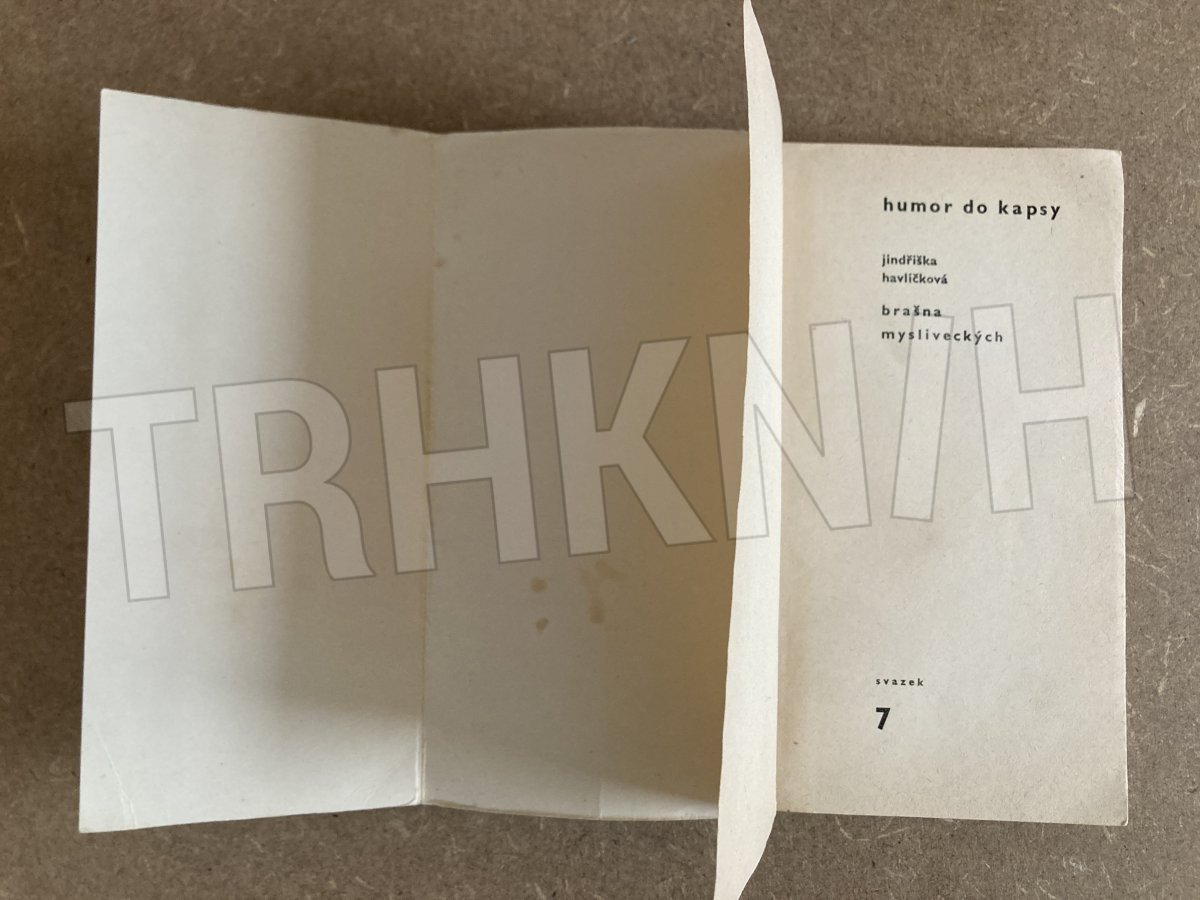 humor do kapsy
jindřiška
havlíčková
brašna
mysliveckých
svazek
7
TRHKNIH